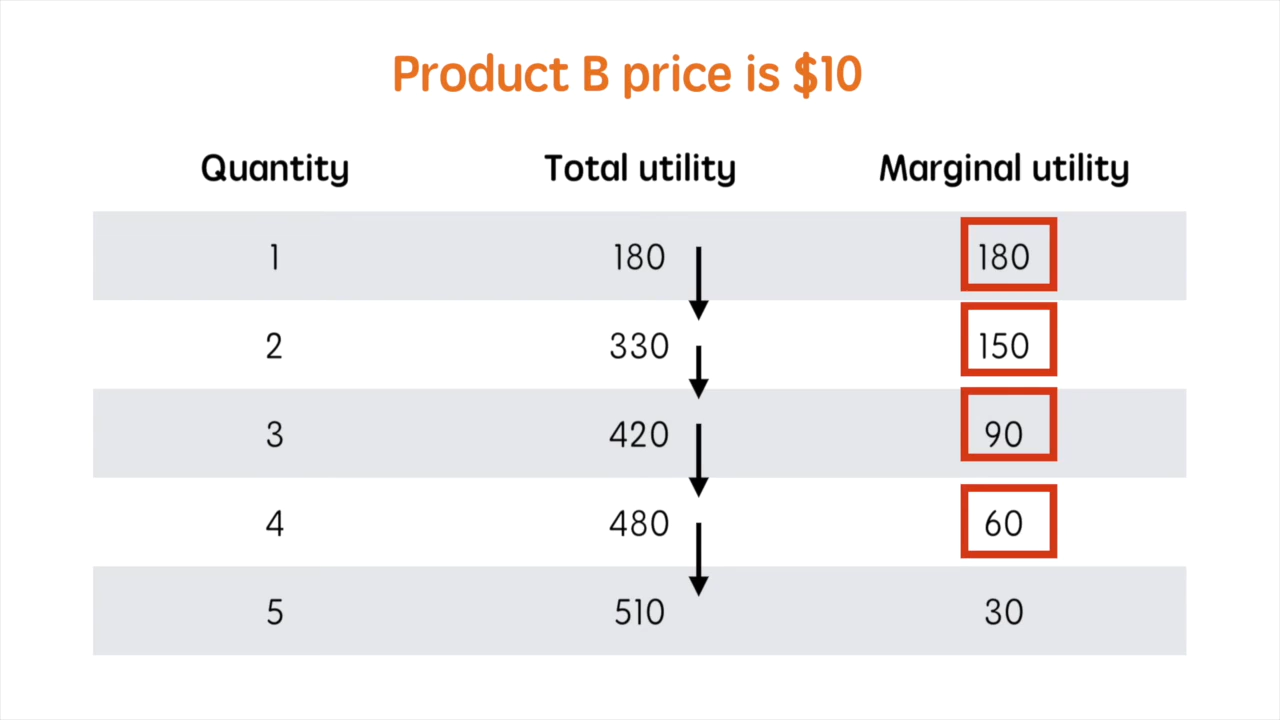 Product B price is $10
Quantity Total utility Marginal utility
1 180 180
2 330 150
3 420 90
4 480 60
5 510 30